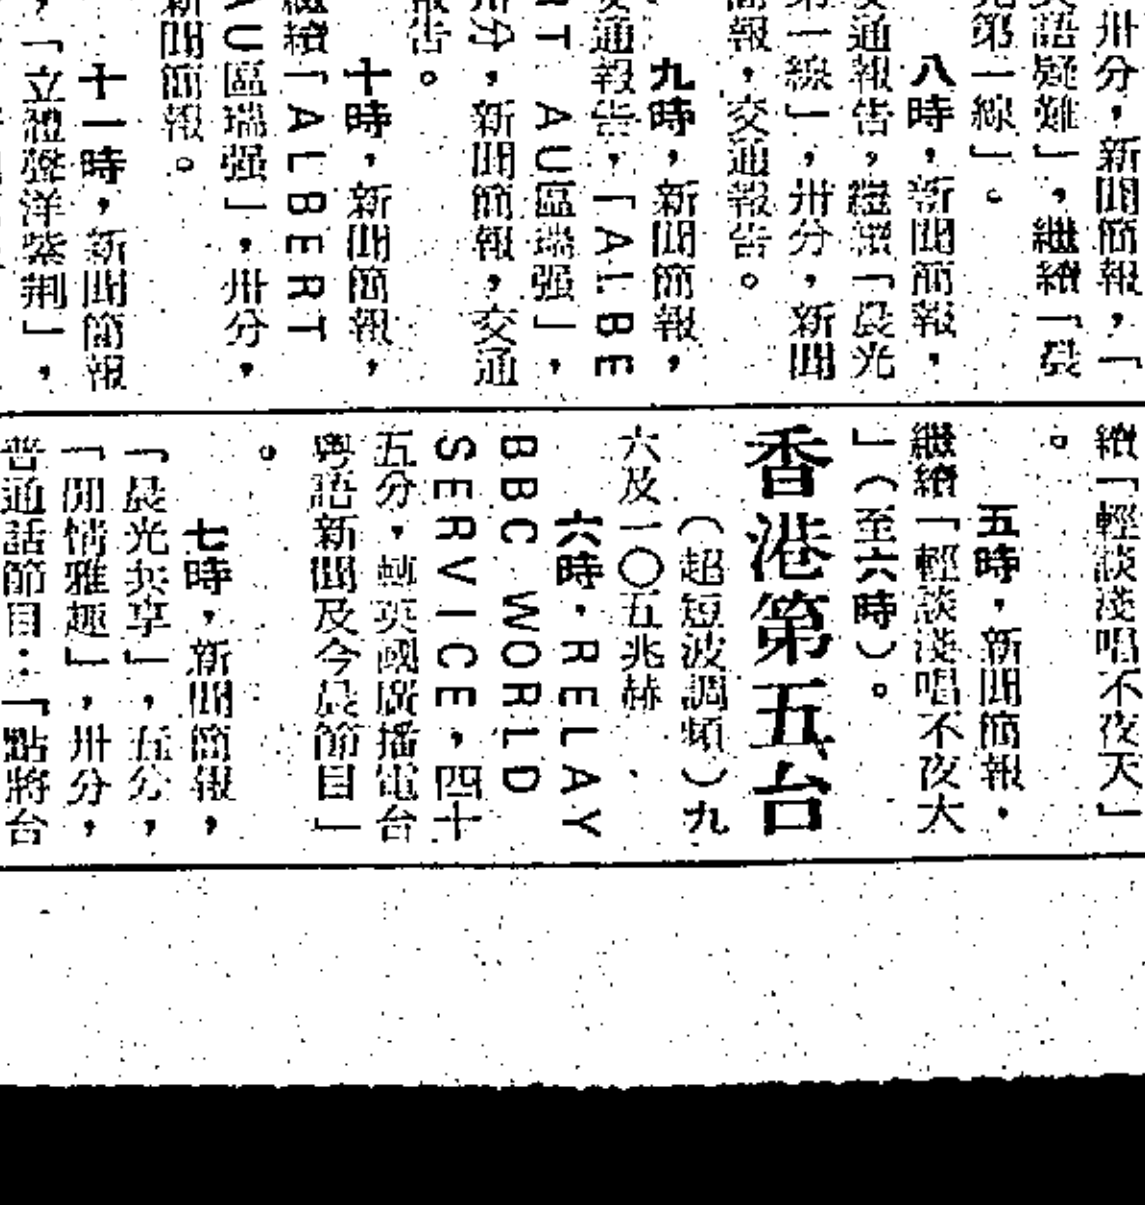 卅分，新聞簡報，「
英語疑難」，繼續「晨
光第一線」。
八時，新聞簡報，
交通報告，繼續「晨光
第一線」，卅分，新聞
簡報，交通報告。
九時，新聞簡報，
交通報告，「ALBE
RT AU區瑞强」，
卅分，新聞簡報，交通
報告。
十時，新聞簡報，
繼續「ALBERT
AU區瑞强」，卅分，
新聞簡報。
十一時，新聞簡報
，「立體聲洋紫荆」，
續「輕談淺唱不夜天」
。
五時，新聞簡報，
繼續「輕談淺唱不夜天
」（至六時）。
香港第五台
（超短波調頻）九
六及一〇五兆赫
六時，RELAY
BBC WORLD
SERVICE，四十
五分，轉英國廣播電台
粵語新聞及今晨節目」
。
七時，新聞簡報，
「晨光共享」，五分，
「閒情雅趣」，卅分，
普通話節目：「點將台